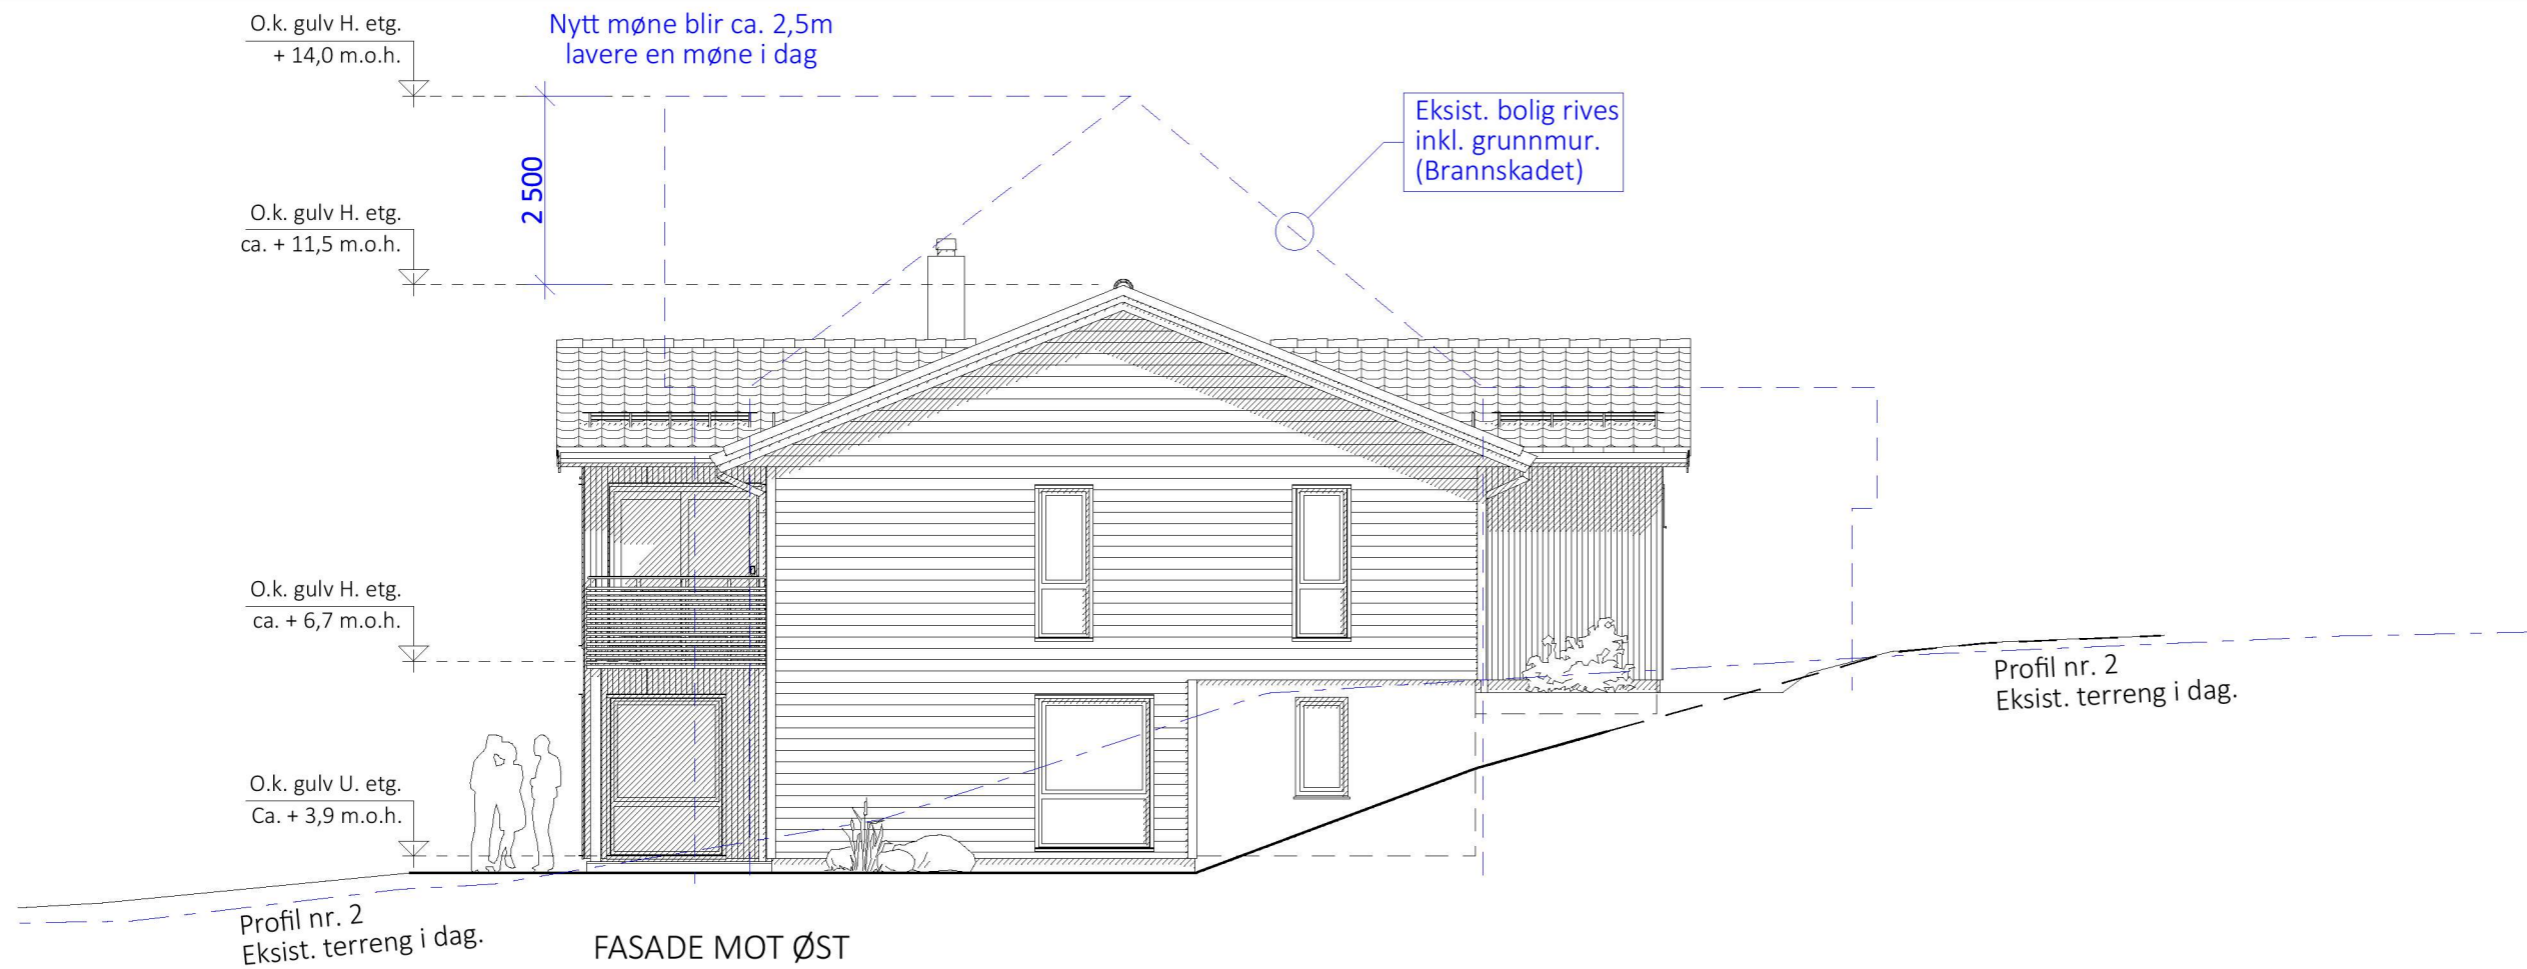 O.k. gulv H. etg.
+ 14,0 m.o.h.
Nytt møne blir ca. 2,5m
lavere en møne i dag
Eksist. bolig rives
inkl. grunnmur.
(Brannskadet)
2 500
O.k. gulv H. etg.
ca. + 11,5 m.o.h.
O.k. gulv H. etg.
ca. + 6,7 m.o.h.
Profil nr. 2
Eksist. terreng i dag.
O.k. gulv U. etg.
Ca. + 3,9 m.o.h.
Profil nr. 2
Eksist. terreng i dag.
FASADE MOT ØST